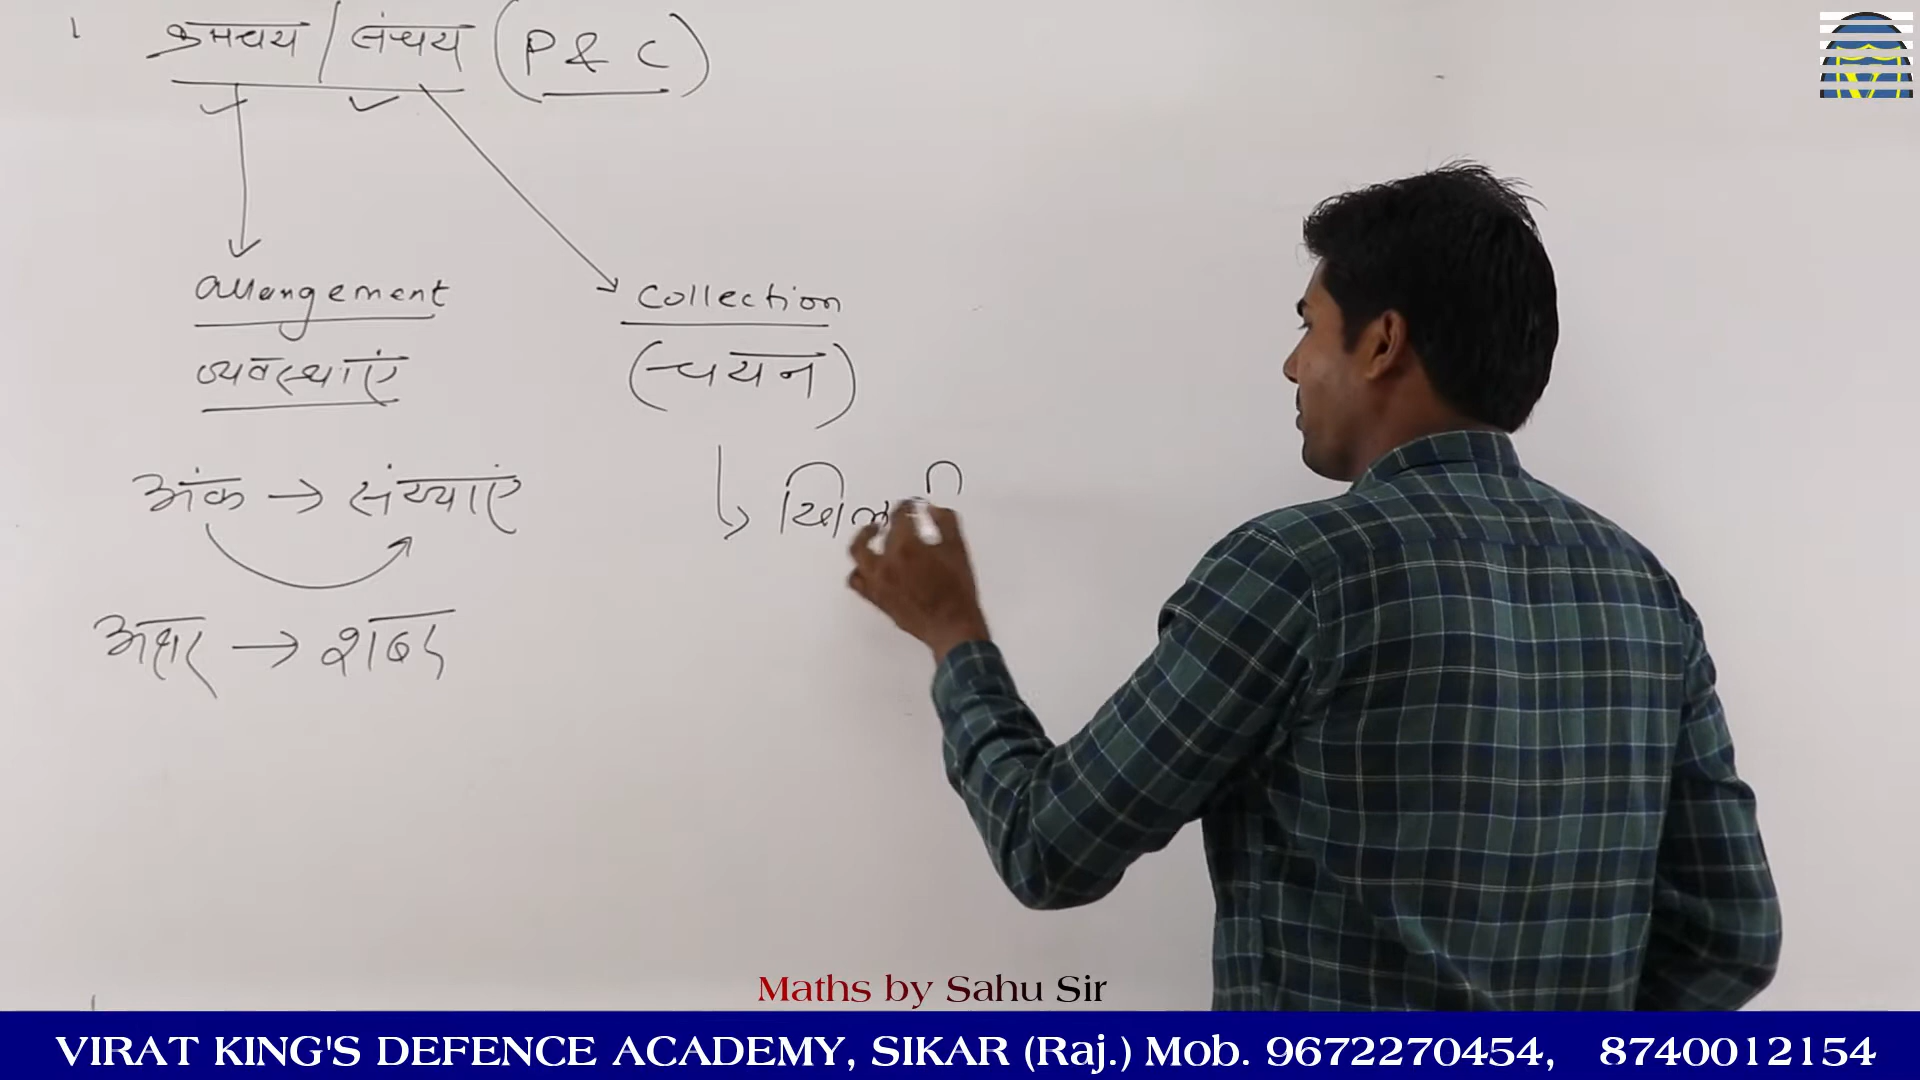 क्रमचय / संचय (P & C)
arrangement
व्यवस्थाएं
collection
(चयन)
अंक → संख्याएं
अक्षर → शब्द
Maths by Sahu Sir
VIRAT KING'S DEFENCE ACADEMY, SIKAR (Raj.) Mob. 9672270454, 8740012154